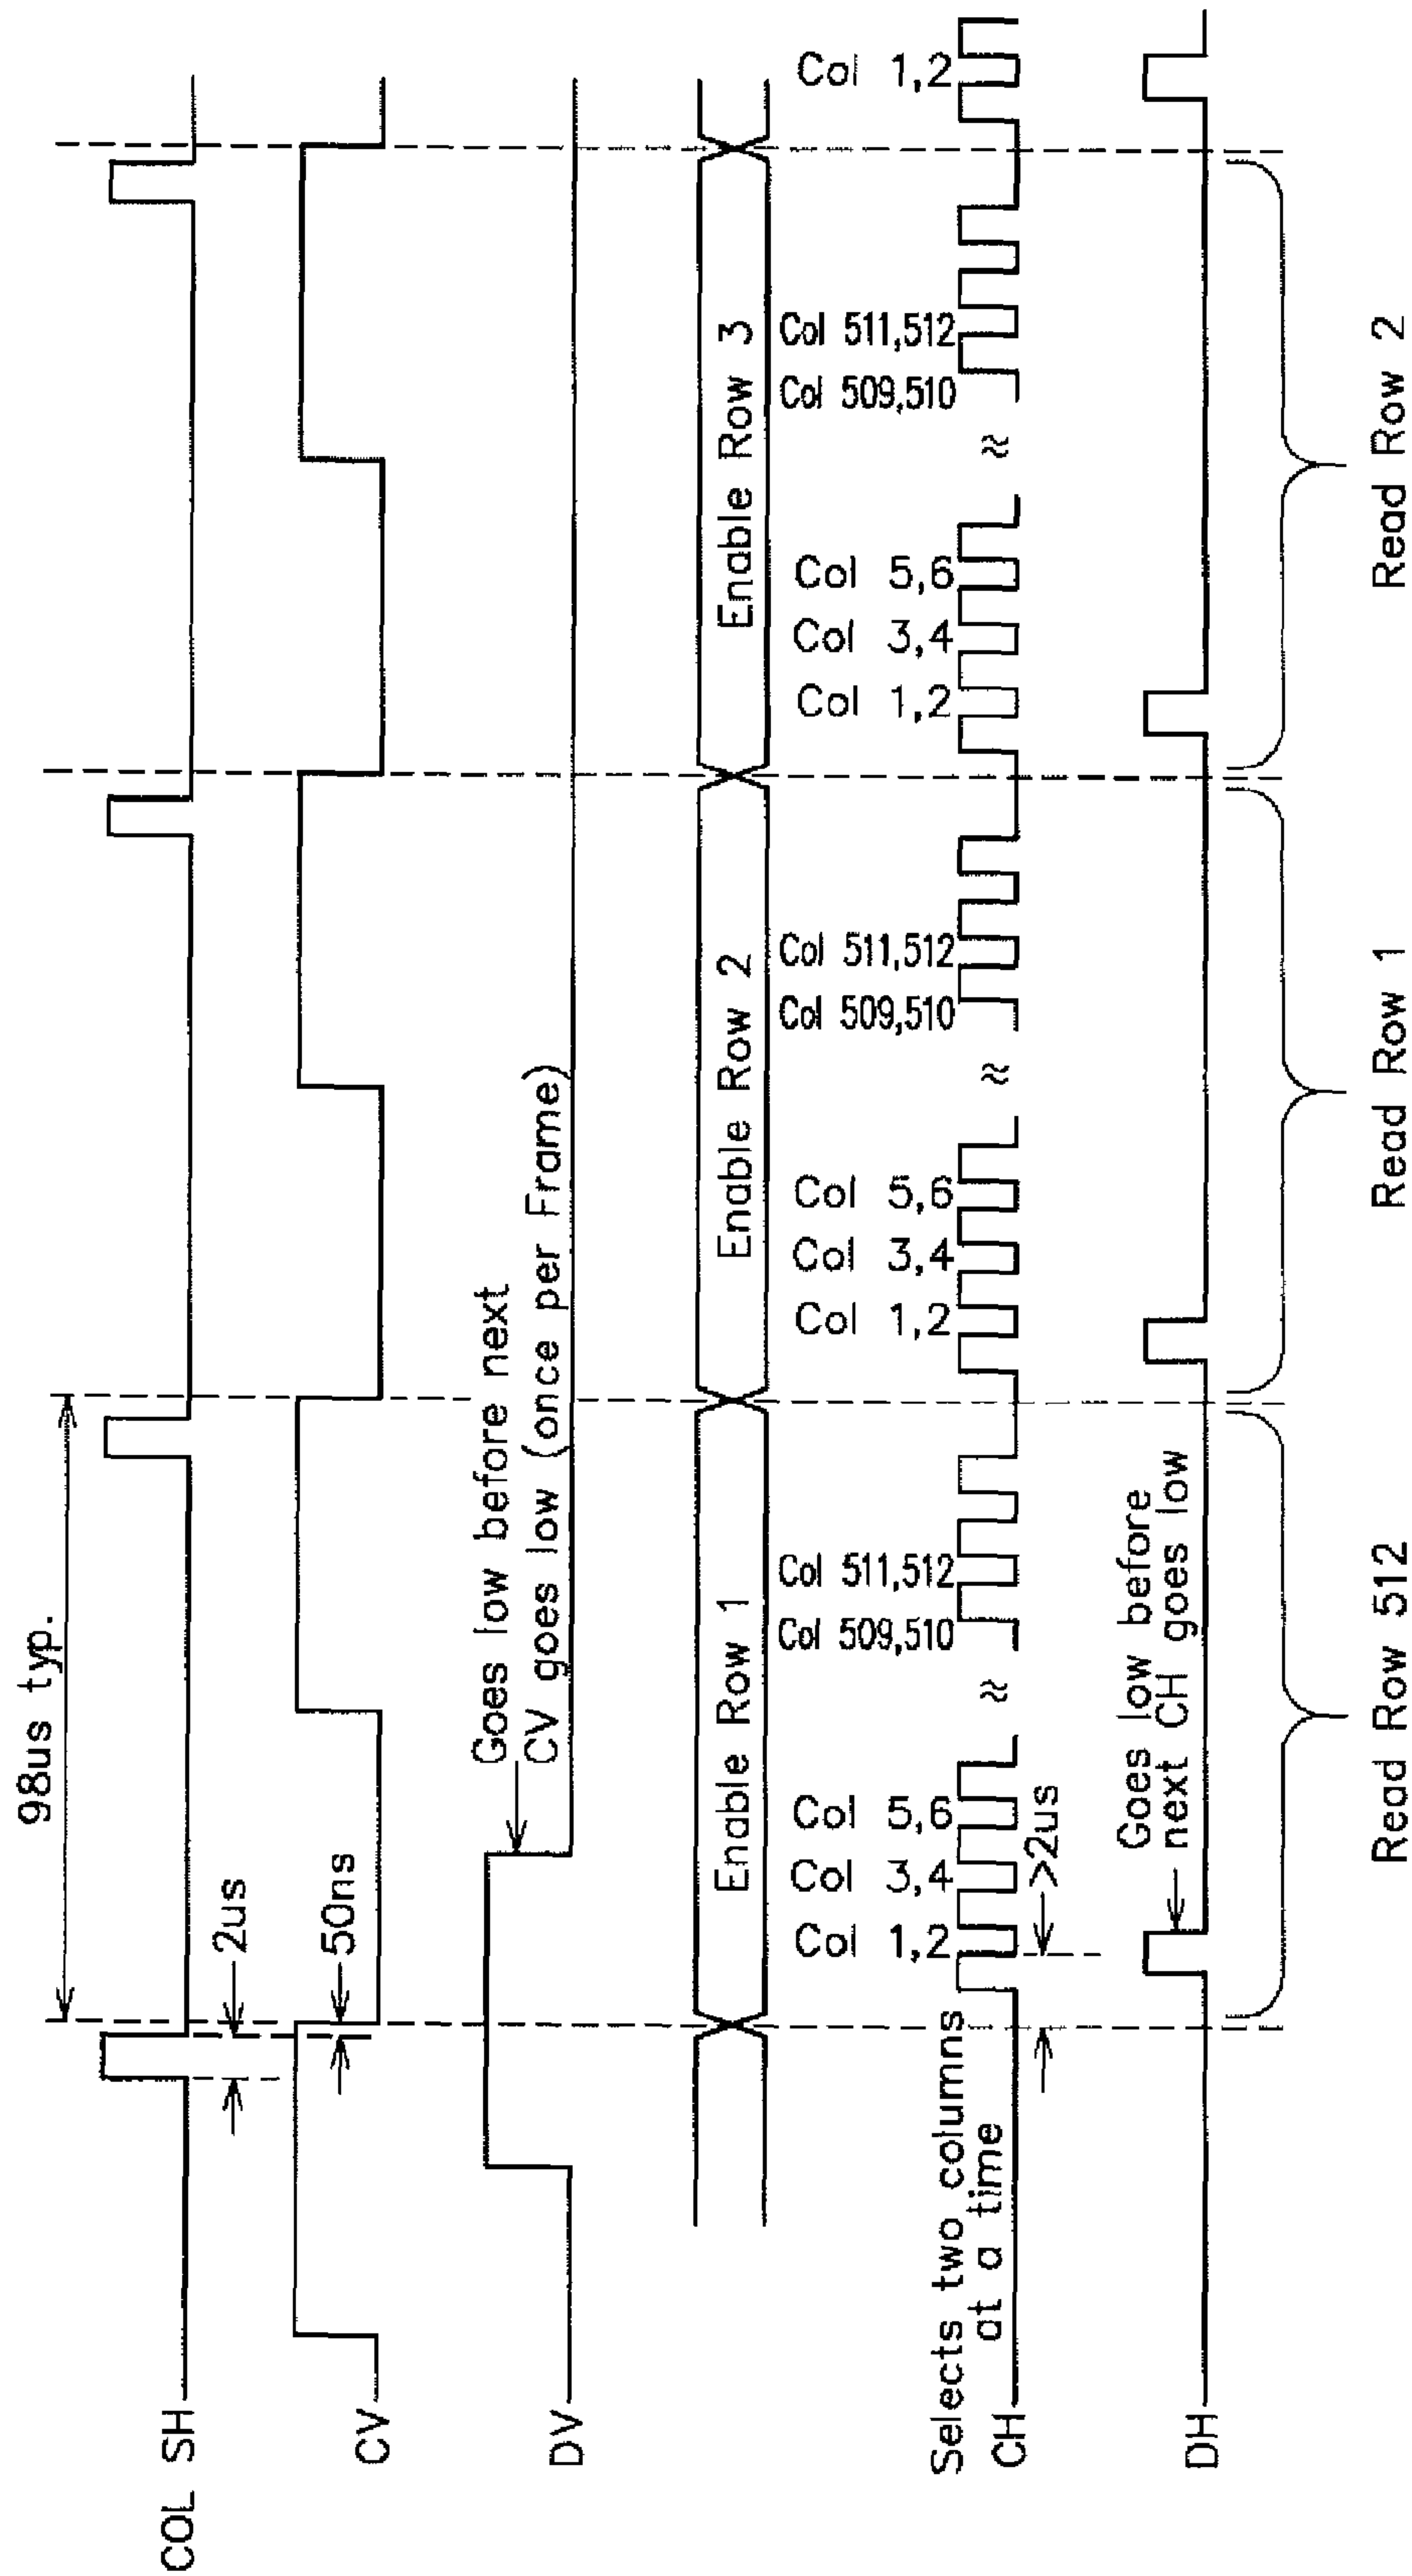 98us typ.
COL SH
2us
CV
50ns
DV
Goes low before next
CV goes low (once per Frame)
Enable Row 1
Enable Row 2
Enable Row 3
Selects two columns
at a time
CH
Col 1,2
Col 3,4
Col 5,6
≈
Col 509,510
Col 511,512
Col 1,2
Col 3,4
Col 5,6
≈
Col 509,510
Col 511,512
Col 1,2
Col 3,4
Col 5,6
≈
Col 509,510
Col 511,512
Col 1,2
>2us
DH
Goes low before
next CH goes low
Read Row 512
Read Row 1
Read Row 2